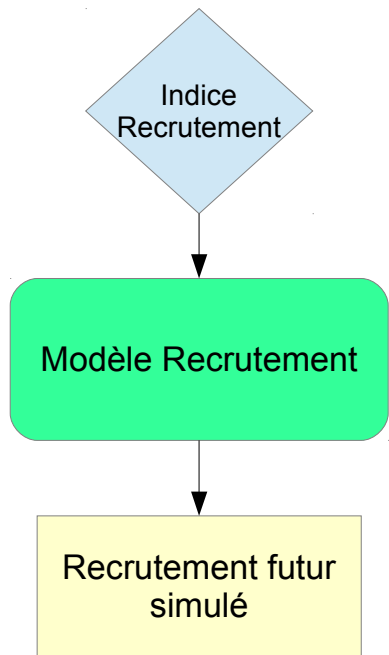 Indice
Recrutement
Modèle Recrutement
Recrutement futur
simulé